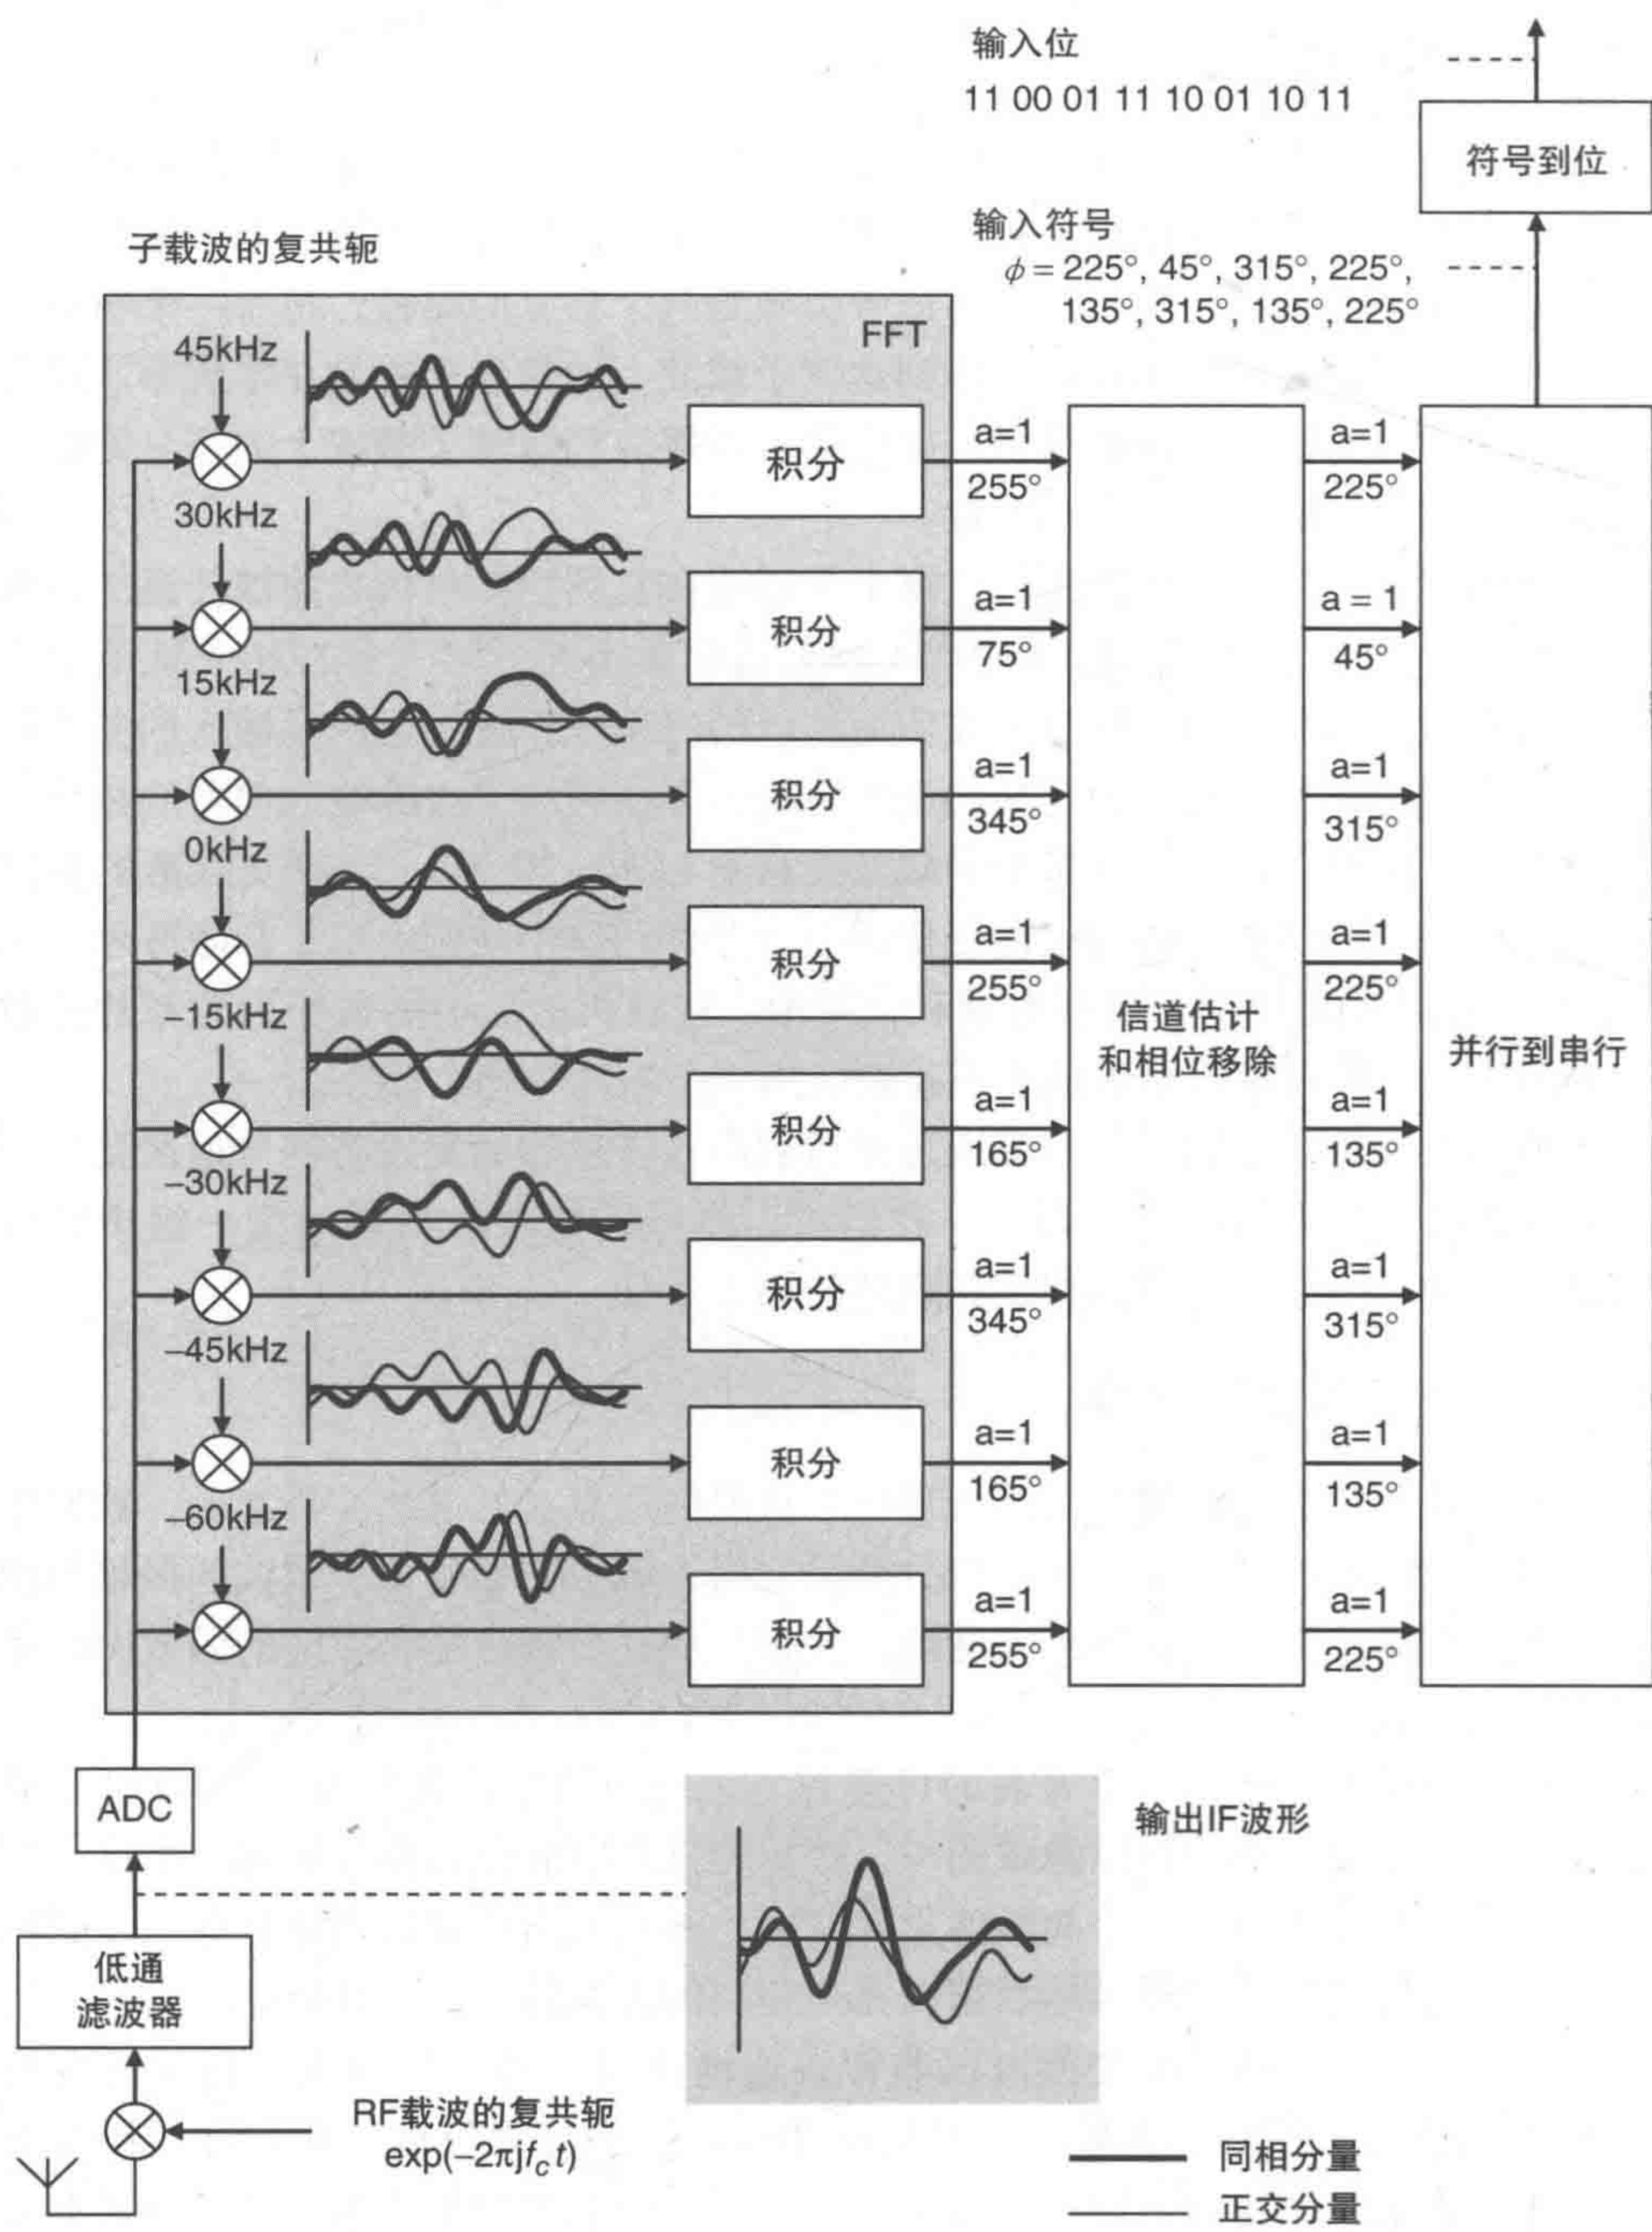 输入位
11 00 01 11 10 01 10 11
符号到位
输入符号
ϕ = 225°, 45°, 315°, 225°,
135°, 315°, 135°, 225°
子载波的复共轭
FFT
45kHz
积分
a=1
255°
a=1
225°
30kHz
积分
a=1
75°
a = 1
45°
15kHz
积分
a=1
345°
a=1
315°
0kHz
积分
a=1
255°
a=1
225°
信道估计
和相位移除
并行到串行
–15kHz
积分
a=1
165°
a=1
135°
–30kHz
积分
a=1
345°
a=1
315°
–45kHz
积分
a=1
165°
a=1
135°
–60kHz
积分
a=1
255°
a=1
225°
ADC
输出IF波形
低通
滤波器
RF载波的复共轭
exp(–2πjf_c t)
同相分量
正交分量